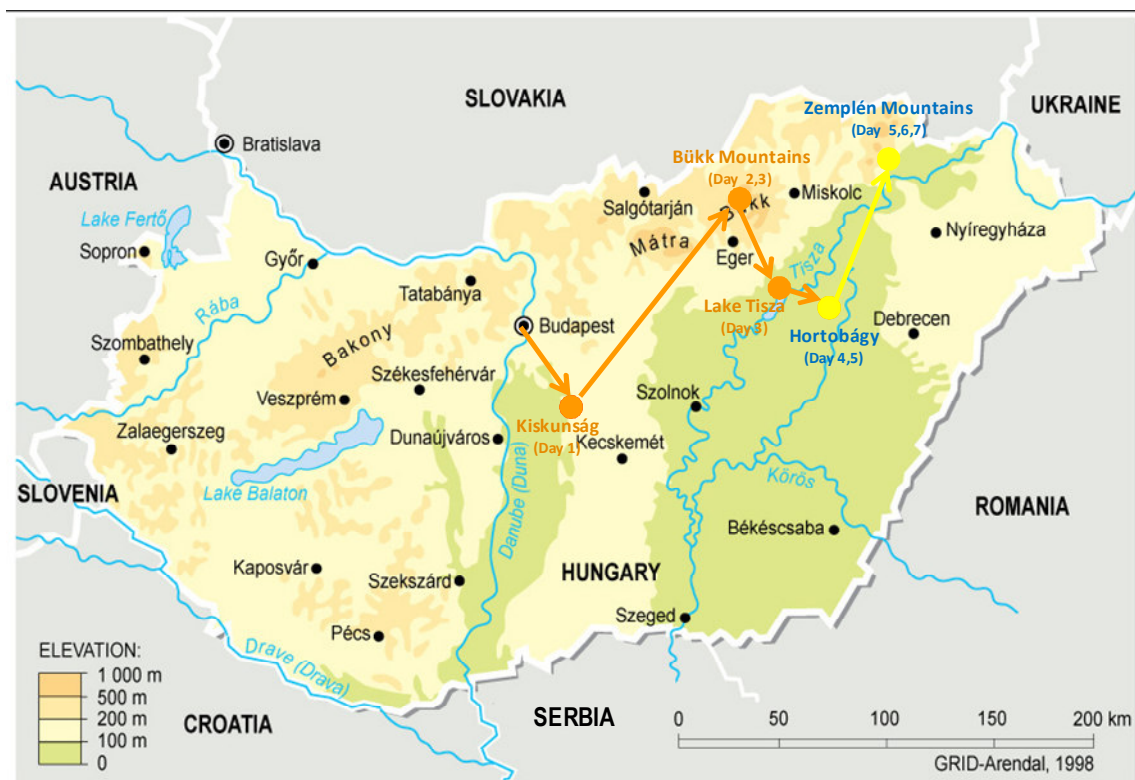 SLOVAKIA
UKRAINE
Zemplén Mountains
(Day 5,6,7)
Bratislava
Bükk Mountains
(Day 2,3)
AUSTRIA
Miskolc
Salgótarján
Bükk
Lake Fertő
Nyíregyháza
Mátra
Sopron
Eger
Tisza
Győr
Tatabánya
Rába
Lake Tisza
(Day 3)
Budapest
Debrecen
Hortobágy
(Day 4,5)
Szombathely
Bakony
Székesfehérvár
Szolnok
Veszprém
Kiskunság
(Day 1)
Zalaegerszeg
Dunaújváros
Kecskemét
Körös
SLOVENIA
Lake Balaton
Danube (Duna)
ROMANIA
Békéscsaba
Kaposvár
Szekszárd
HUNGARY
Szeged
Pécs
Drave (Drava)
ELEVATION:
1 000 m
500 m
200 m
100 m
0
CROATIA
SERBIA
0 50 100 150 200 km
GRID-Arendal, 1998